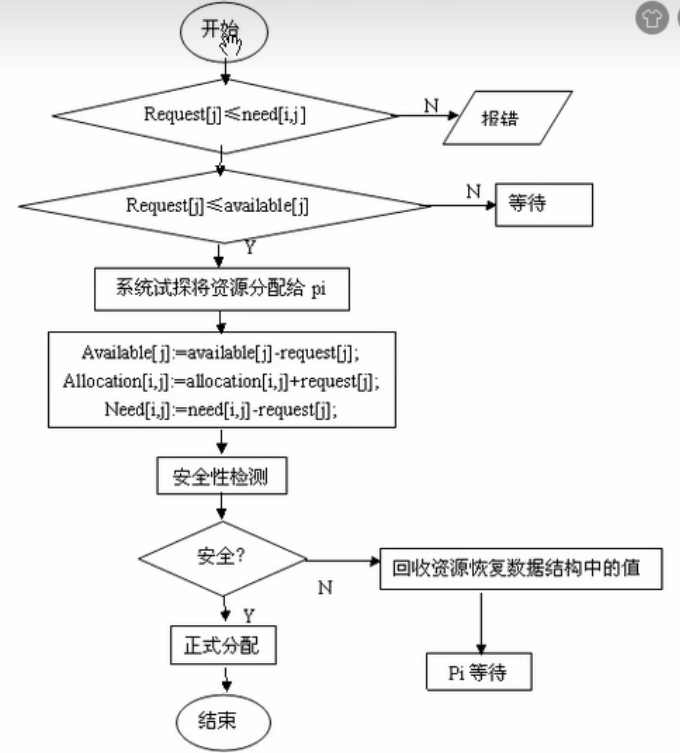 开始
Request[j]≤need[i,j]
N
报错
Request[j]≤available[j]
N
等待
Y
系统试探将资源分配给 pi
Available[j]:=available[j]-request[j];
Allocation[i,j]:=allocation[i,j]+request[j];
Need[i,j]:=need[i,j]-request[j];
安全性检测
安全?
N
回收资源恢复数据结构中的值
Y
正式分配
Pi 等待
结束